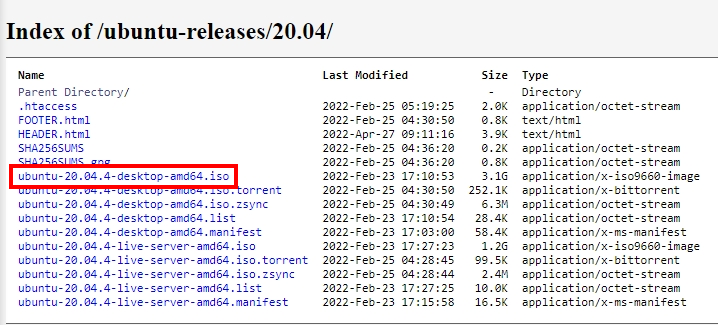 Index of /ubuntu-releases/20.04/
Name Last Modified Size Type
Parent Directory/ - Directory
.htaccess 2022-Feb-25 05:19:25 2.0K application/octet-stream
FOOTER.html 2022-Feb-25 04:30:50 0.8K text/html
HEADER.html 2022-Apr-27 09:11:16 3.9K text/html
SHA256SUMS 2022-Feb-25 04:36:20 0.2K application/octet-stream
SHA256SUMS.gpg 2022-Feb-25 04:36:20 0.8K application/octet-stream
ubuntu-20.04.4-desktop-amd64.iso 2022-Feb-23 17:10:53 3.1G application/x-iso9660-image
ubuntu-20.04.4-desktop-amd64.iso.torrent 2022-Feb-25 04:30:50 252.1K application/x-bittorrent
ubuntu-20.04.4-desktop-amd64.iso.zsync 2022-Feb-25 04:30:49 6.3M application/octet-stream
ubuntu-20.04.4-desktop-amd64.list 2022-Feb-23 17:10:54 28.4K application/octet-stream
ubuntu-20.04.4-desktop-amd64.manifest 2022-Feb-23 17:03:00 58.4K application/x-ms-manifest
ubuntu-20.04.4-live-server-amd64.iso 2022-Feb-23 17:27:23 1.2G application/x-iso9660-image
ubuntu-20.04.4-live-server-amd64.iso.torrent 2022-Feb-25 04:28:45 99.5K application/x-bittorrent
ubuntu-20.04.4-live-server-amd64.iso.zsync 2022-Feb-25 04:28:44 2.4M application/octet-stream
ubuntu-20.04.4-live-server-amd64.list 2022-Feb-23 17:27:25 10.0K application/octet-stream
ubuntu-20.04.4-live-server-amd64.manifest 2022-Feb-23 17:15:58 16.5K application/x-ms-manifest